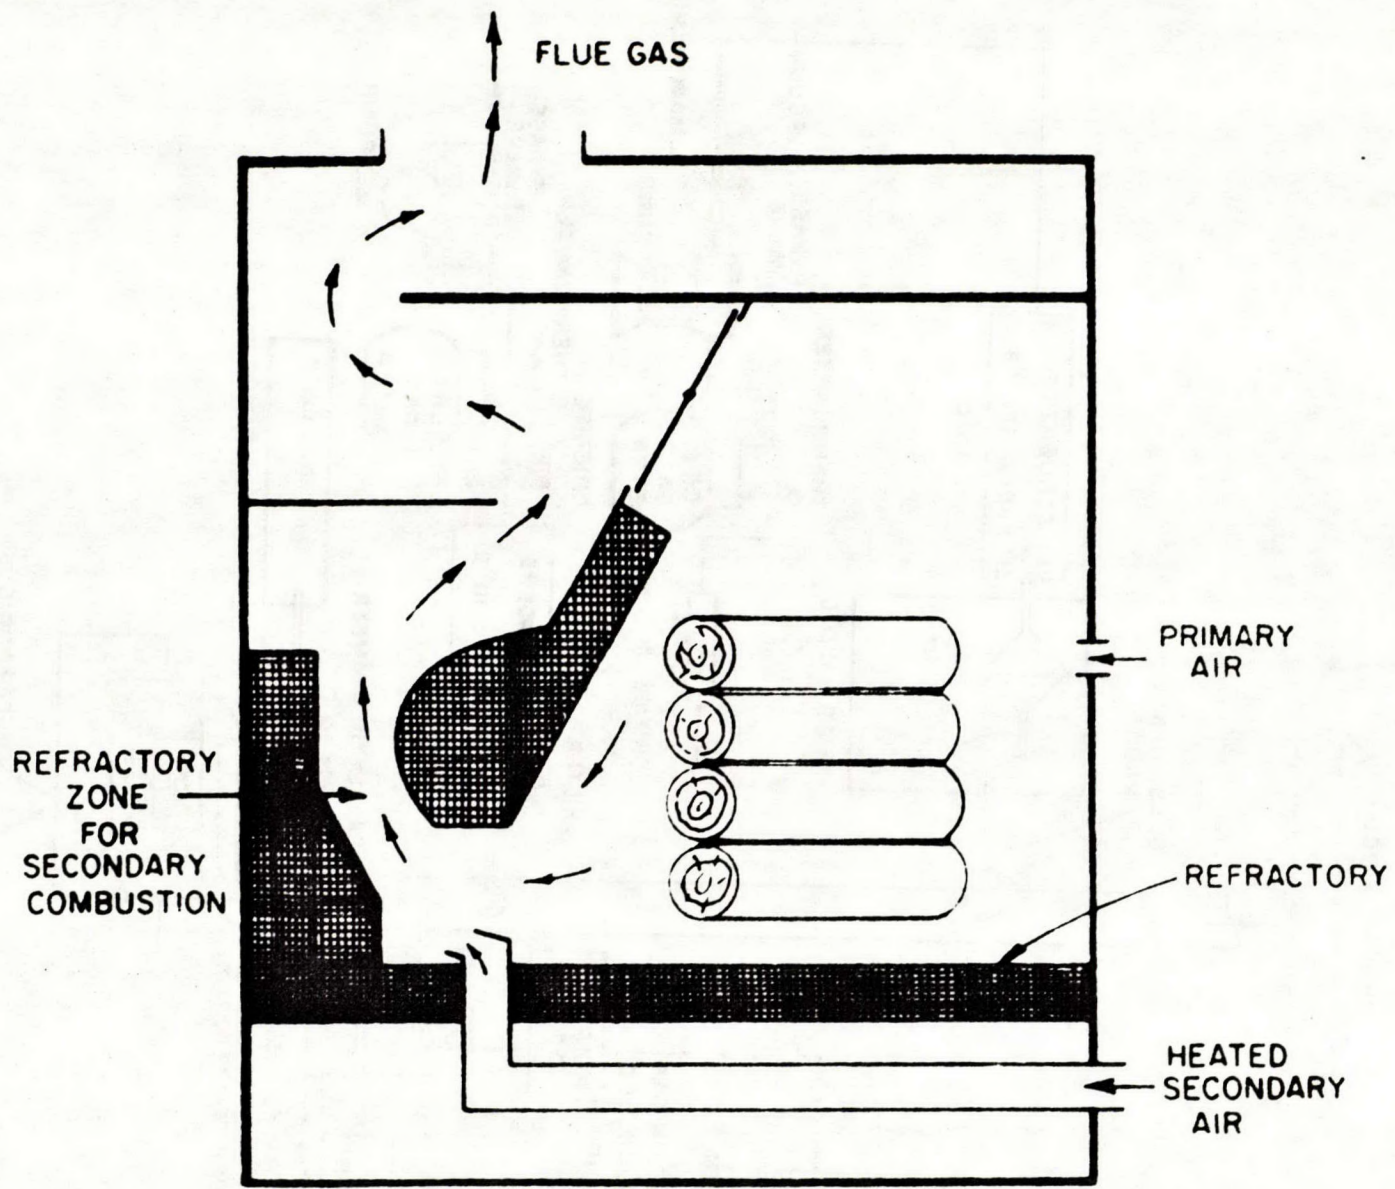 FLUE GAS
PRIMARY
AIR
REFRACTORY
ZONE
FOR
SECONDARY
COMBUSTION
REFRACTORY
HEATED
SECONDARY
AIR